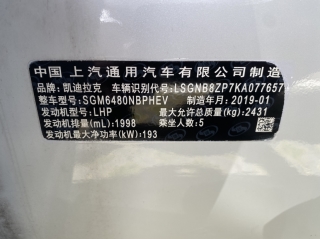 中国 上汽通用汽车有限公司制造
品牌:凯迪拉克 车辆识别代号:LSGNB8ZP7KA077657
整车型号:SGM6480NBPHEV 制造年月:2019-01
发动机型号:LHP 最大允许总质量(kg):2431
发动机排量(mL):1998 乘坐人数:5
发动机最大净功率(kW):193